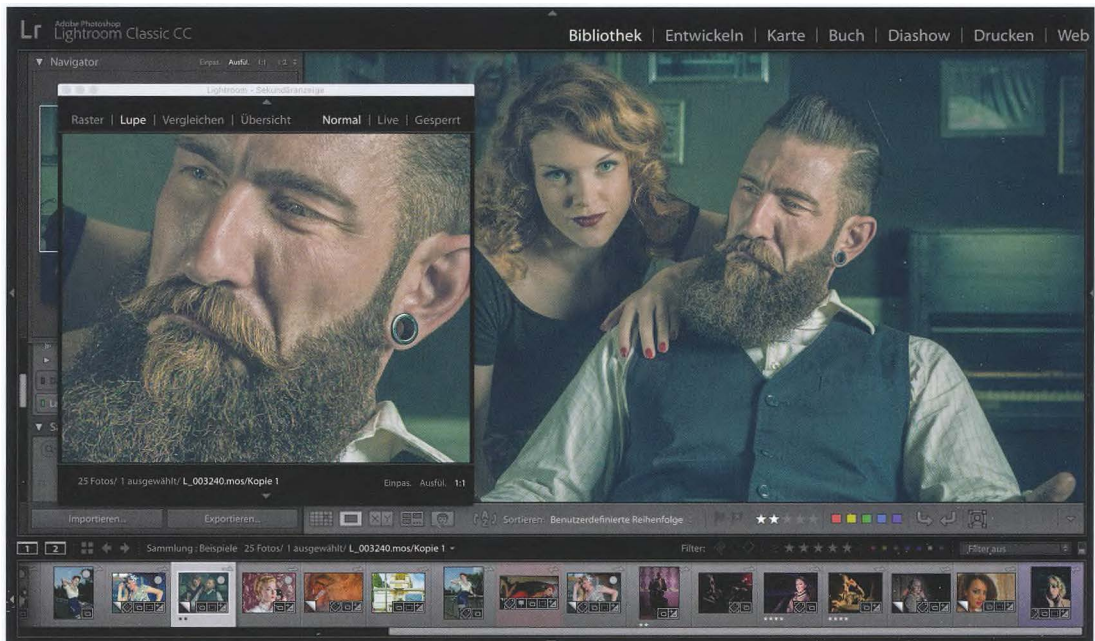 Lr Adobe Photoshop
Lightroom Classic CC
Bibliothek | Entwickeln | Karte | Buch | Diashow | Drucken | Web
Navigator Einpas. Ausfül. 1:1 1:2
Lightroom - Sekundäranzeige
Raster | Lupe | Vergleichen | Übersicht Normal | Live | Gesperrt
25 Fotos/ 1 ausgewählt/ L_003240.mos/Kopie 1 Einpas. Ausfül. 1:1
Importieren... Exportieren... Sortieren: Benutzerdefinierte Reihenfolge
1 2 Sammlung : Beispiele 25 Fotos/ 1 ausgewählt/ L_003240.mos/Kopie 1 Filter: Filter aus